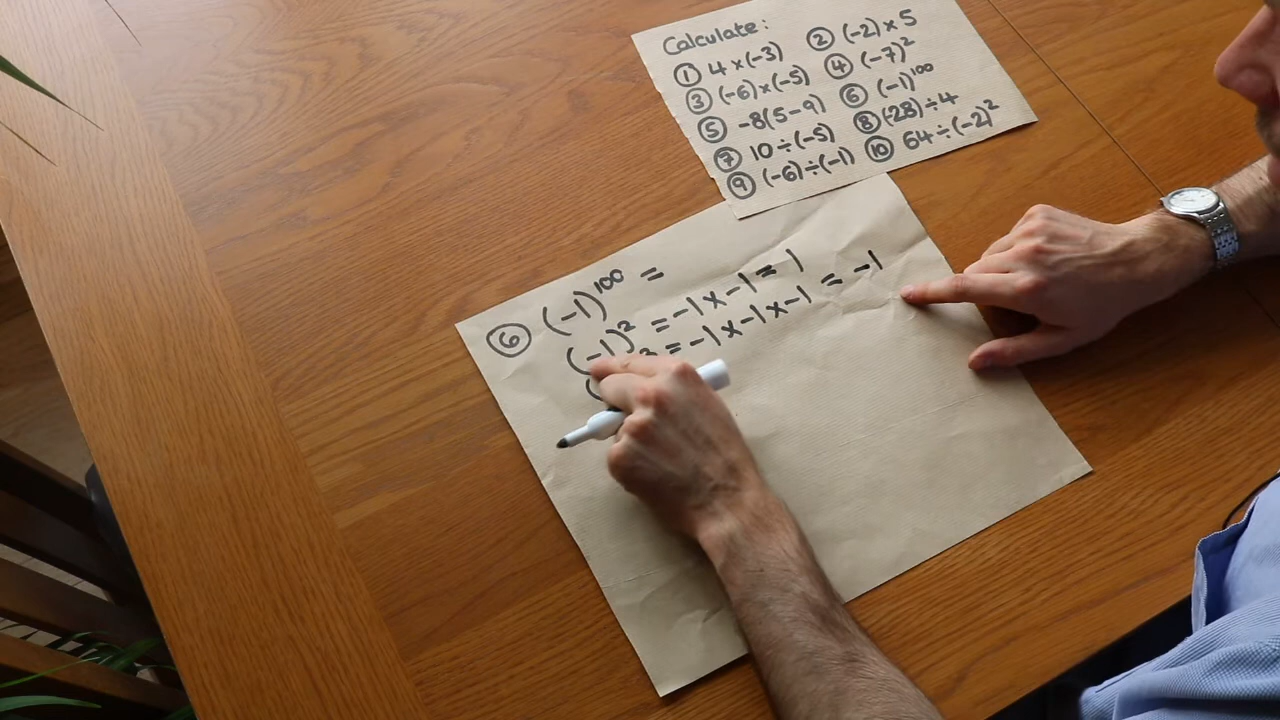 Calculate:
① 4 × (-3) ② (-2) × 5
③ (-6) × (-5) ④ (-7)²
⑤ -8(5-9) ⑥ (-1)¹⁰⁰
⑦ 10 ÷ (-5) ⑧ (-28) ÷ 4
⑨ (-6) ÷ (-1) ⑩ 64 ÷ (-2)²
⑥ (-1)¹⁰⁰ =
(-1)² = -1 × -1 = 1
( ³ = -1 × -1 × -1 = -1